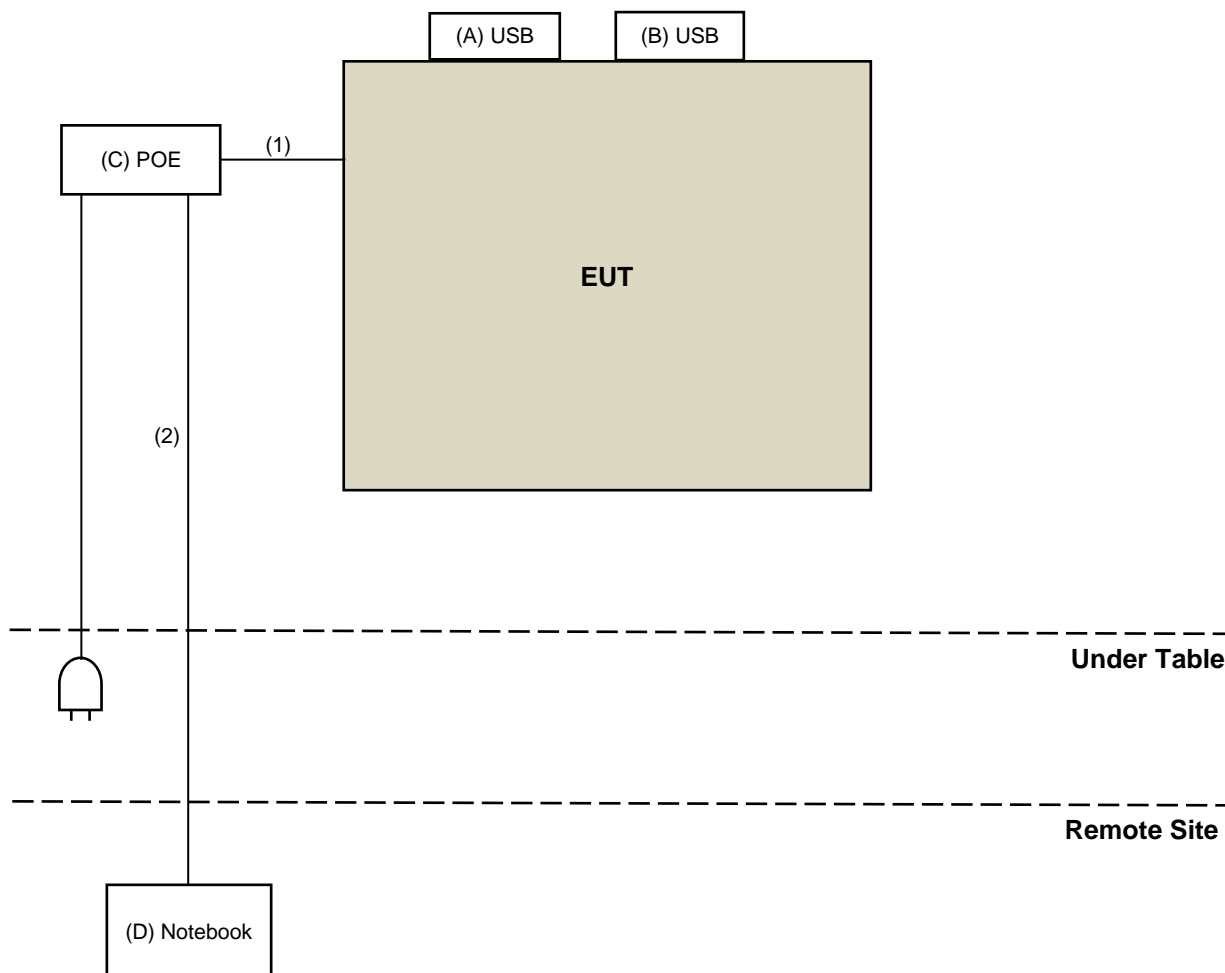 (A) USB
(B) USB
(C) POE
(1)
EUT
(2)
Under Table
Remote Site
(D) Notebook